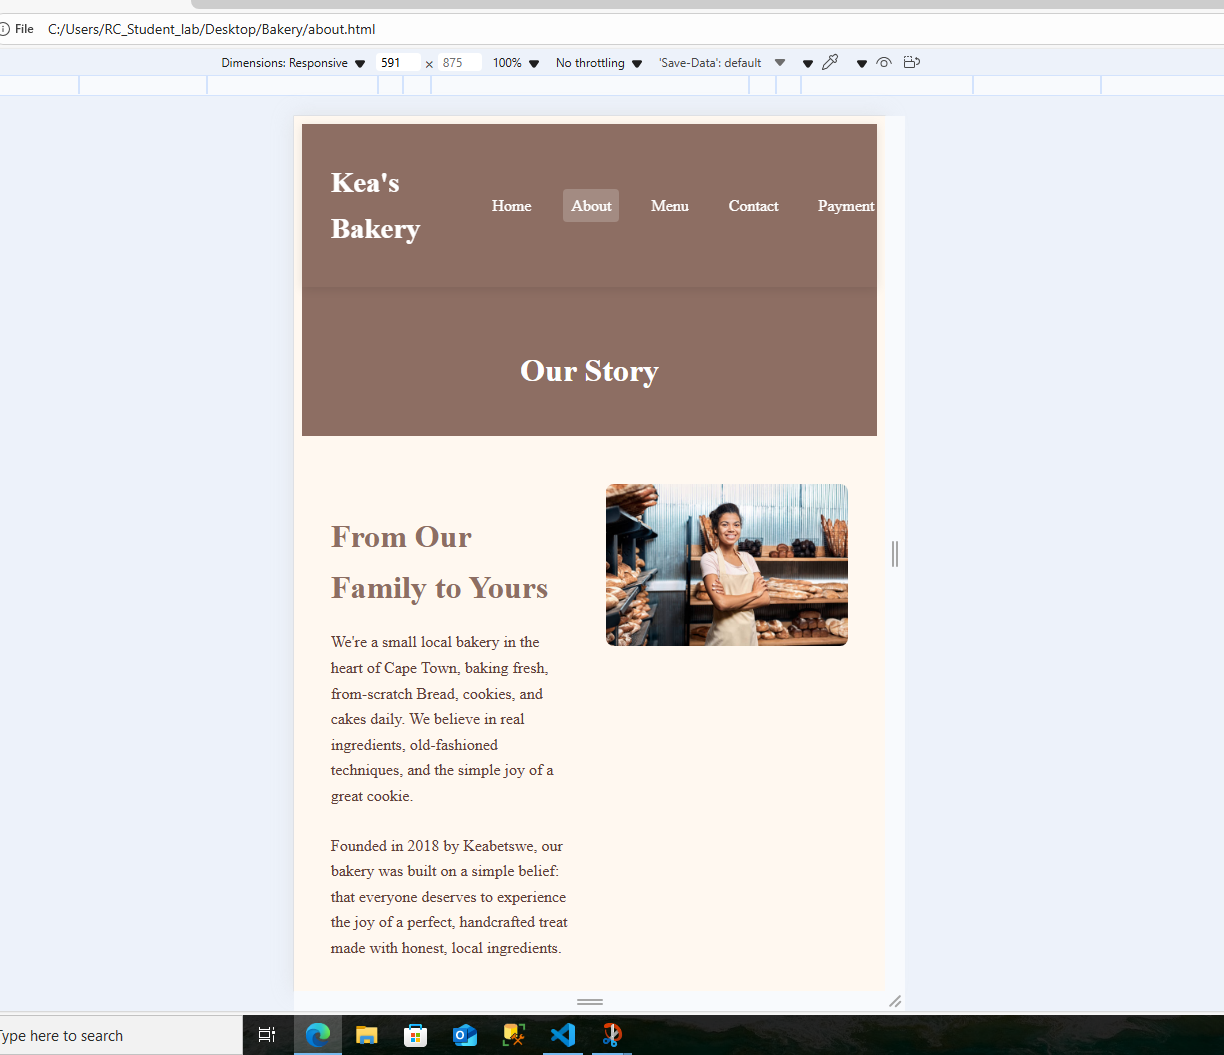 File C:/Users/RC_Student_lab/Desktop/Bakery/about.html
Dimensions: Responsive 591 × 875 100% No throttling 'Save-Data': default
Kea's
Bakery
Home About Menu Contact Payment
Our Story
From Our
Family to Yours
We're a small local bakery in the
heart of Cape Town, baking fresh,
from-scratch Bread, cookies, and
cakes daily. We believe in real
ingredients, old-fashioned
techniques, and the simple joy of a
great cookie.
Founded in 2018 by Keabetswe, our
bakery was built on a simple belief:
that everyone deserves to experience
the joy of a perfect, handcrafted treat
made with honest, local ingredients.
Type here to search